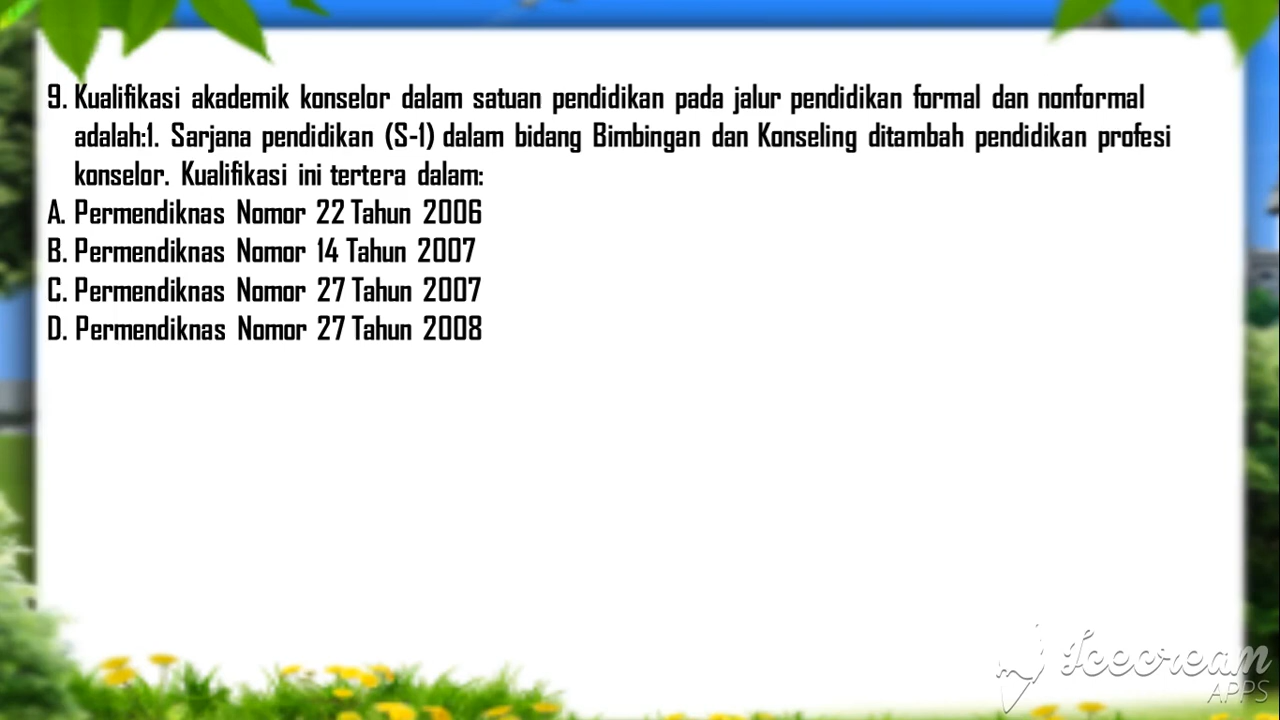 9. Kualifikasi akademik konselor dalam satuan pendidikan pada jalur pendidikan formal dan nonformal
adalah:1. Sarjana pendidikan (S-1) dalam bidang Bimbingan dan Konseling ditambah pendidikan profesi
konselor. Kualifikasi ini tertera dalam:
A. Permendiknas Nomor 22 Tahun 2006
B. Permendiknas Nomor 14 Tahun 2007
C. Permendiknas Nomor 27 Tahun 2007
D. Permendiknas Nomor 27 Tahun 2008
Icecream
APPS